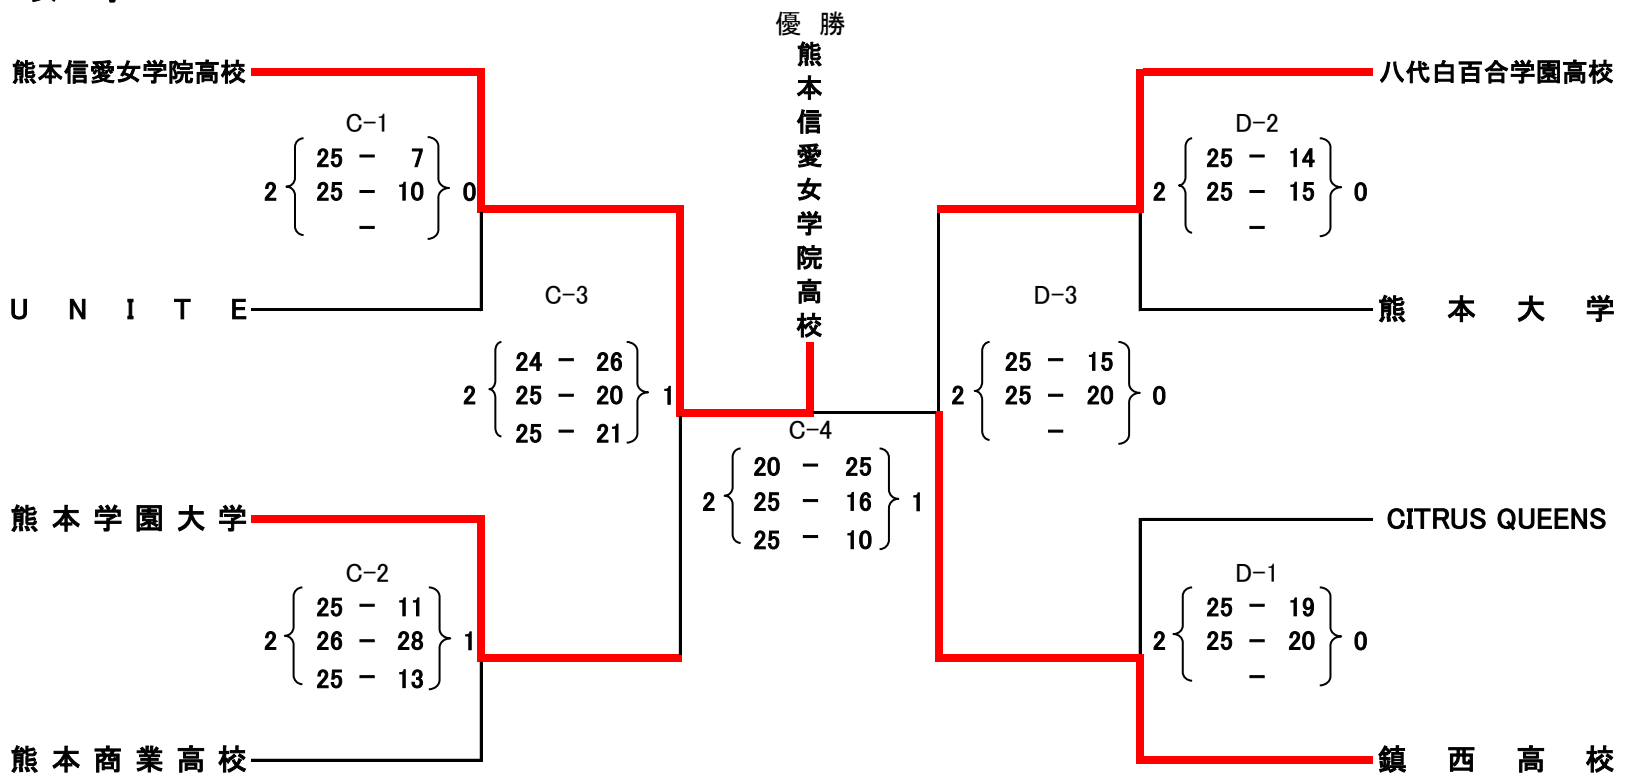 優 勝
熊本信愛女学院高校
熊本信愛女学院高校
C-1
25 - 7
2 25 - 10 0
-
U N I T E
C-3
24 - 26
2 25 - 20 1
25 - 21
熊本学園大学
C-2
25 - 11
2 26 - 28 1
25 - 13
熊本商業高校
C-4
20 - 25
2 25 - 16 1
25 - 10
八代白百合学園高校
D-2
25 - 14
2 25 - 15 0
-
熊本大学
D-3
25 - 15
2 25 - 20 0
-
CITRUS QUEENS
D-1
25 - 19
2 25 - 20 0
-
鎮西高校